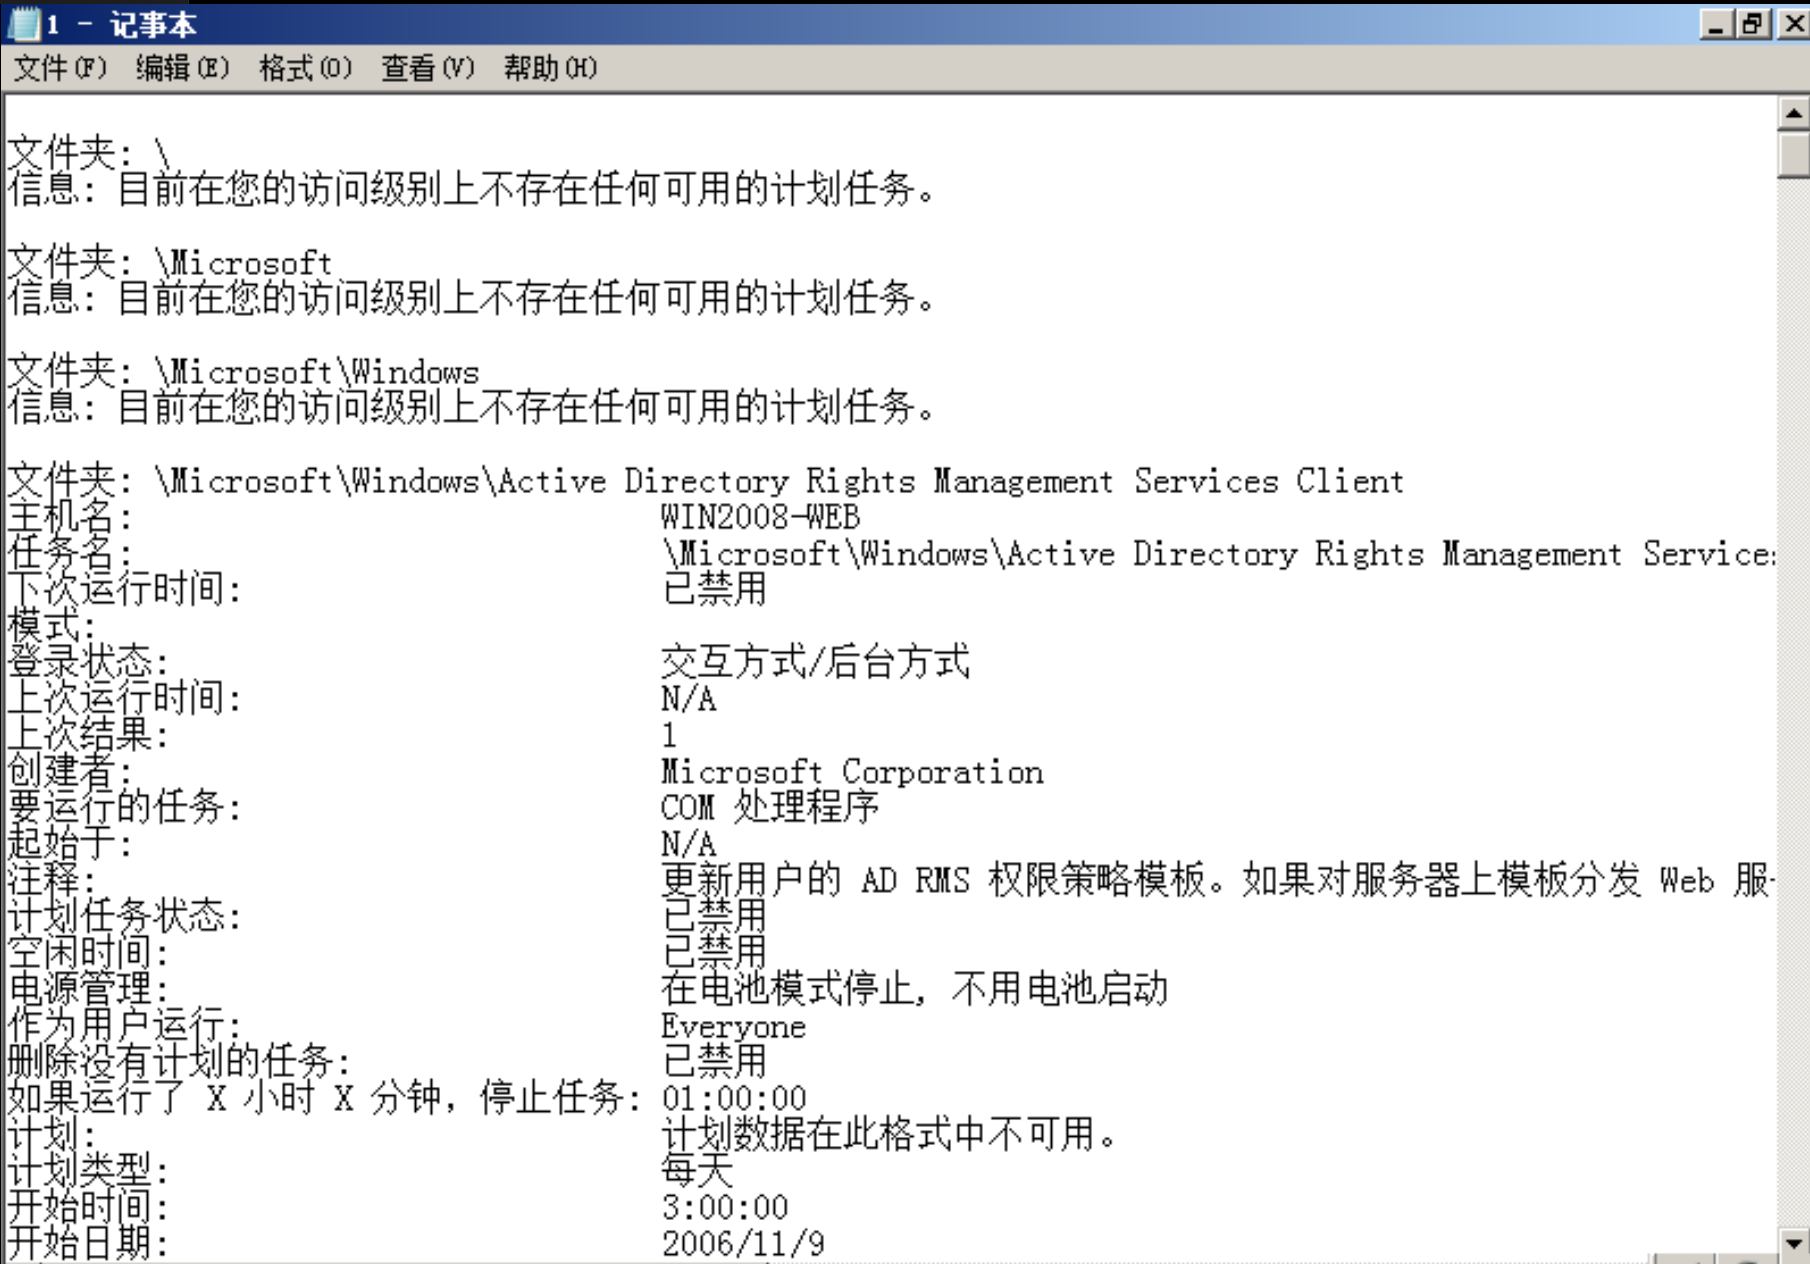 1 - 记事本
文件(F) 编辑(E) 格式(O) 查看(V) 帮助(H)
文件夹: \
信息: 目前在您的访问级别上不存在任何可用的计划任务。
文件夹: \Microsoft
信息: 目前在您的访问级别上不存在任何可用的计划任务。
文件夹: \Microsoft\Windows
信息: 目前在您的访问级别上不存在任何可用的计划任务。
文件夹: \Microsoft\Windows\Active Directory Rights Management Services Client
主机名: WIN2008-WEB
任务名: \Microsoft\Windows\Active Directory Rights Management Service
下次运行时间: 已禁用
模式:
登录状态: 交互方式/后台方式
上次运行时间: N/A
上次结果: 1
创建者: Microsoft Corporation
要运行的任务: COM 处理程序
起始于: N/A
注释: 更新用户的 AD RMS 权限策略模板。如果对服务器上模板分发 Web 服
计划任务状态: 已禁用
空闲时间: 已禁用
电源管理: 在电池模式停止, 不用电池启动
作为用户运行: Everyone
删除没有计划的任务: 已禁用
如果运行了 X 小时 X 分钟，停止任务: 01:00:00
计划: 计划数据在此格式中不可用。
计划类型: 每天
开始时间: 3:00:00
开始日期: 2006/11/9